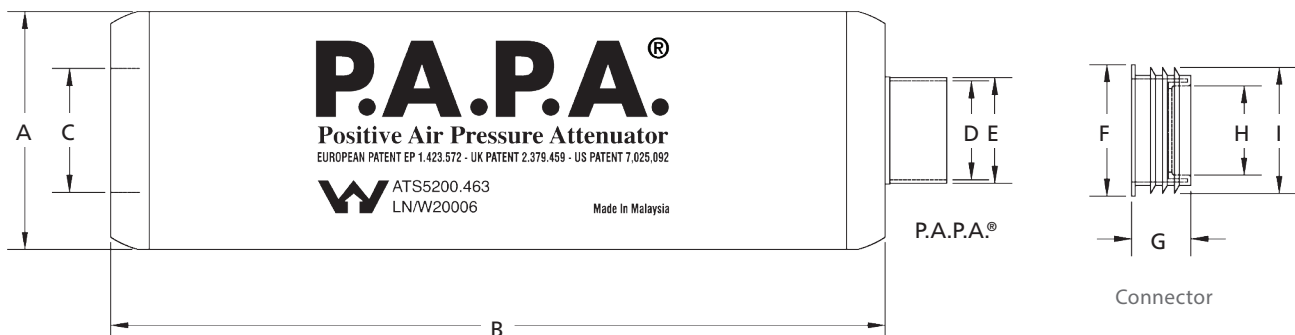 P.A.P.A.®
Positive Air Pressure Attenuator
EUROPEAN PATENT EP 1.423.572 - UK PATENT 2.379.459 - US PATENT 7,025,092
ATS5200.463
LN/W20006
Made In Malaysia
A
C
D
E
F
H
I
P.A.P.A.®
G
Connector
B